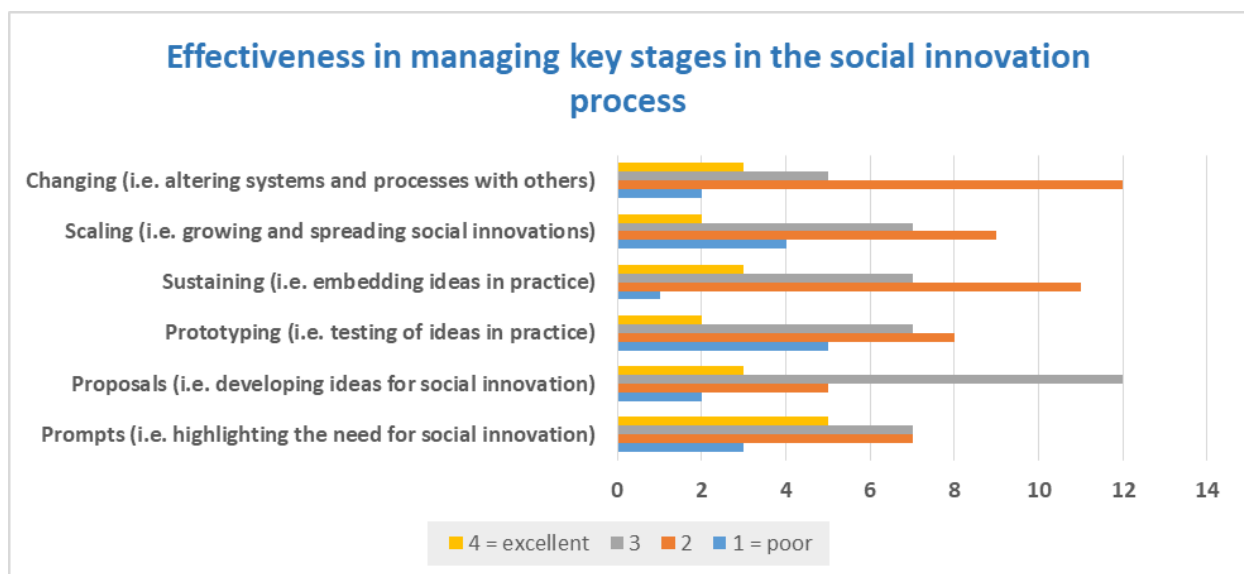 Effectiveness in managing key stages in the social innovation
process
Changing (i.e. altering systems and processes with others)
Scaling (i.e. growing and spreading social innovations)
Sustaining (i.e. embedding ideas in practice)
Prototyping (i.e. testing of ideas in practice)
Proposals (i.e. developing ideas for social innovation)
Prompts (i.e. highlighting the need for social innovation)
0 2 4 6 8 10 12 14
4 = excellent 3 2 1 = poor